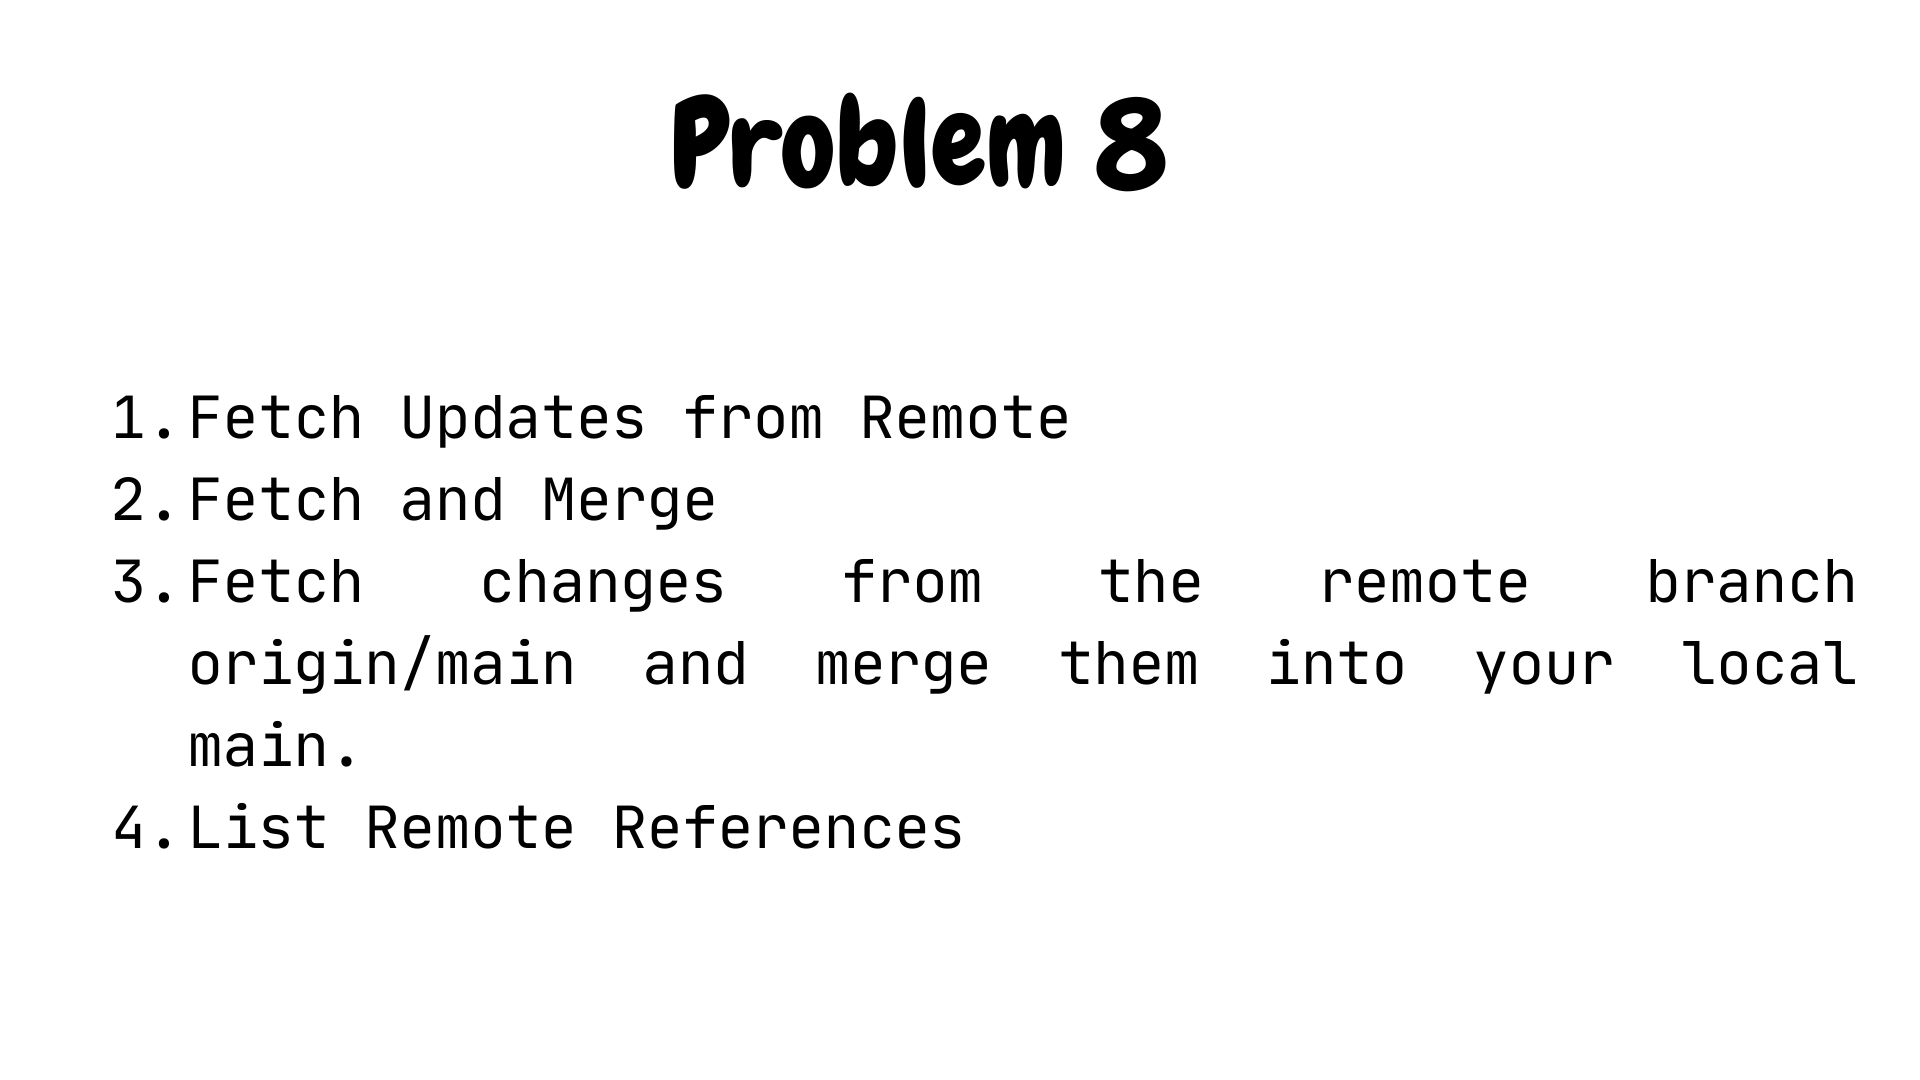 Problem 8
1. Fetch Updates from Remote
2. Fetch and Merge
3. Fetch changes from the remote branch
origin/main and merge them into your local
main.
4. List Remote References